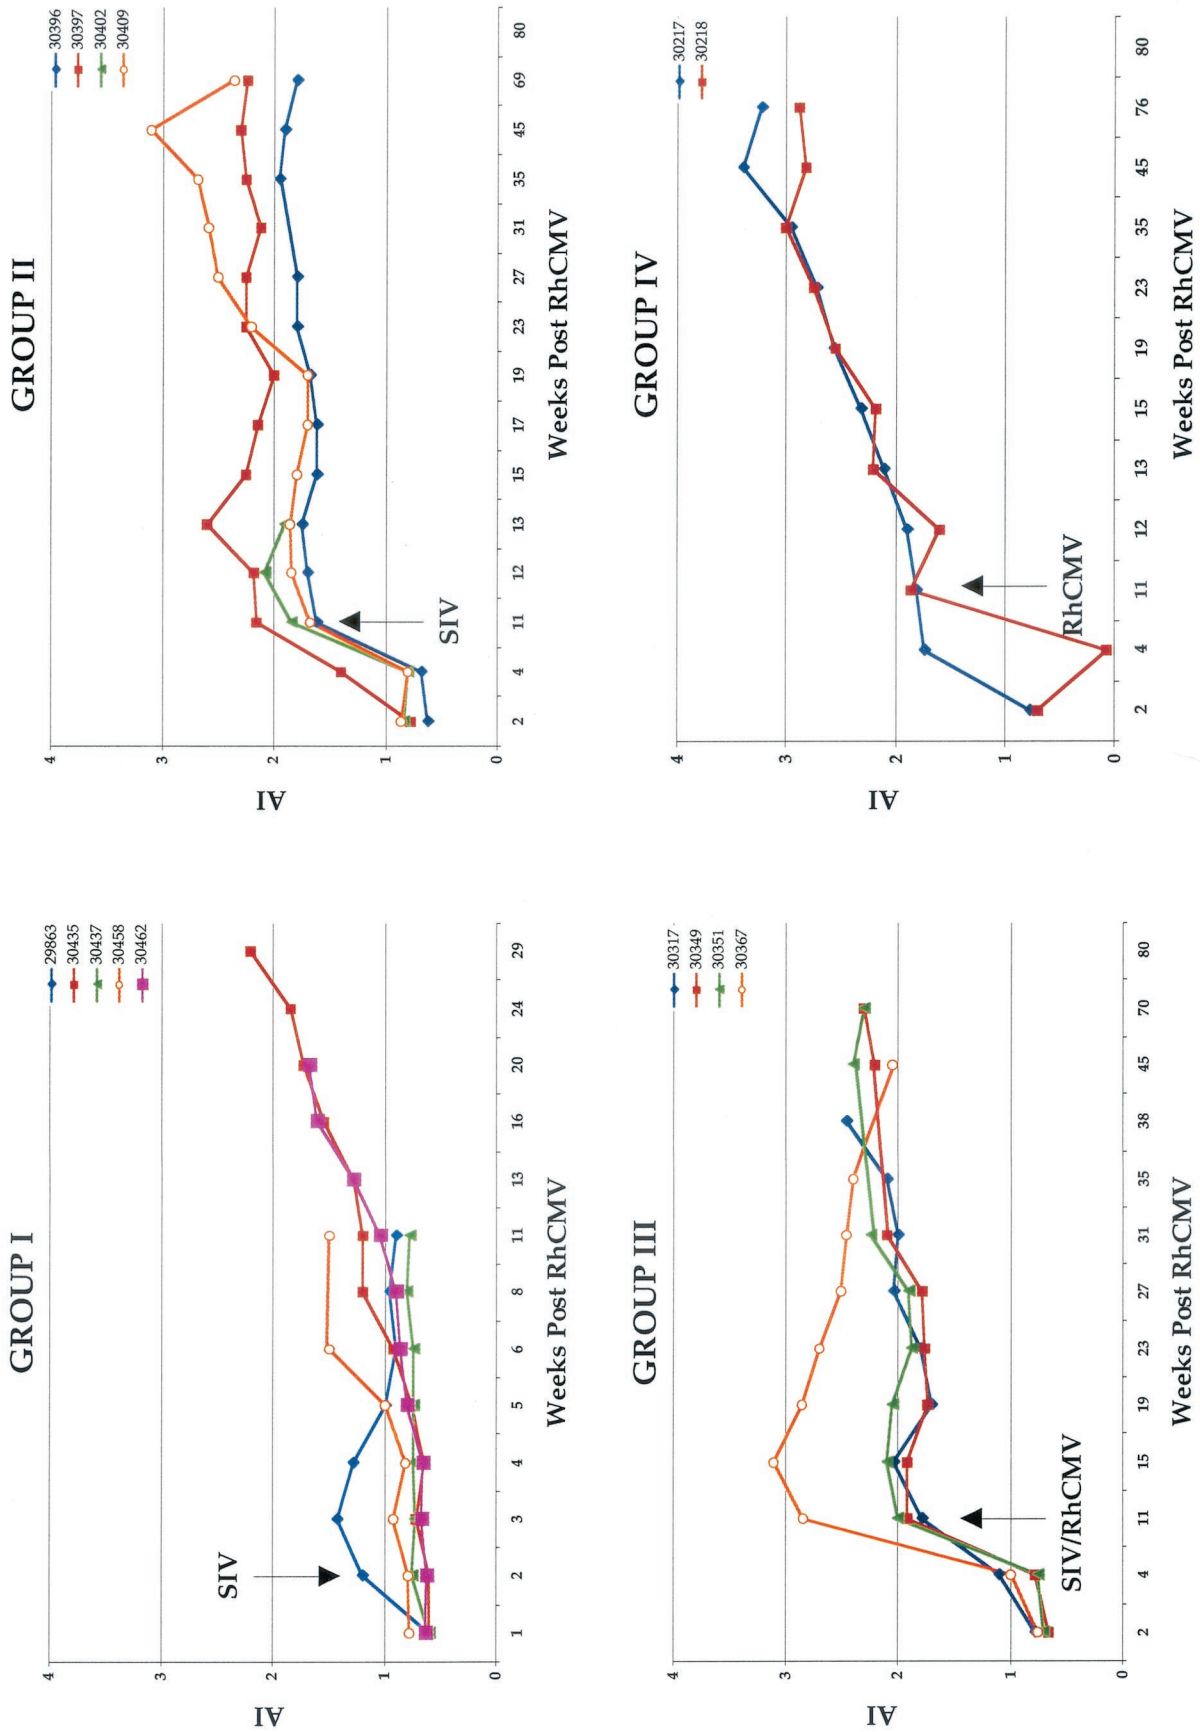 GROUP I
29863
30435
30437
30458
30462
4
3
2
1
0
AI
SIV
1 2 3 4 5 6 8 11 13 16 20 24 29
Weeks Post RhCMV
GROUP II
30396
30397
30402
30409
4
3
2
1
0
AI
SIV
2 4 11 12 13 15 17 19 23 27 31 35 45 69 80
Weeks Post RhCMV
GROUP III
30317
30349
30351
30367
4
3
2
1
0
AI
SIV/RhCMV
2 4 11 15 19 23 27 31 35 38 45 70 80
Weeks Post RhCMV
GROUP IV
30217
30218
4
3
2
1
0
AI
RhCMV
2 4 11 12 13 15 19 23 35 45 76 80
Weeks Post RhCMV